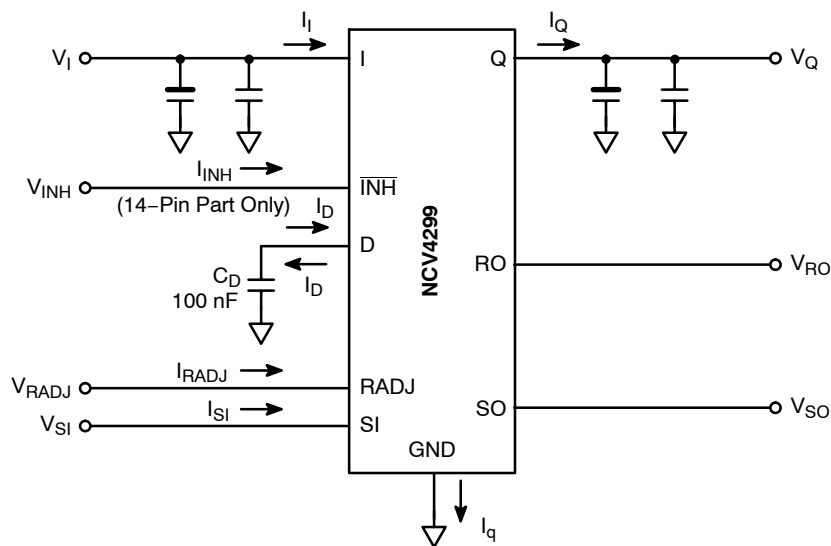 I_I
I_Q
V_I
I
Q
V_Q
I_INH
V_INH
INH
(14−Pin Part Only)
I_D
D
I_D
C_D
100 nF
NCV4299
RO
V_RO
I_RADJ
V_RADJ
RADJ
I_SI
V_SI
SI
SO
V_SO
GND
I_q